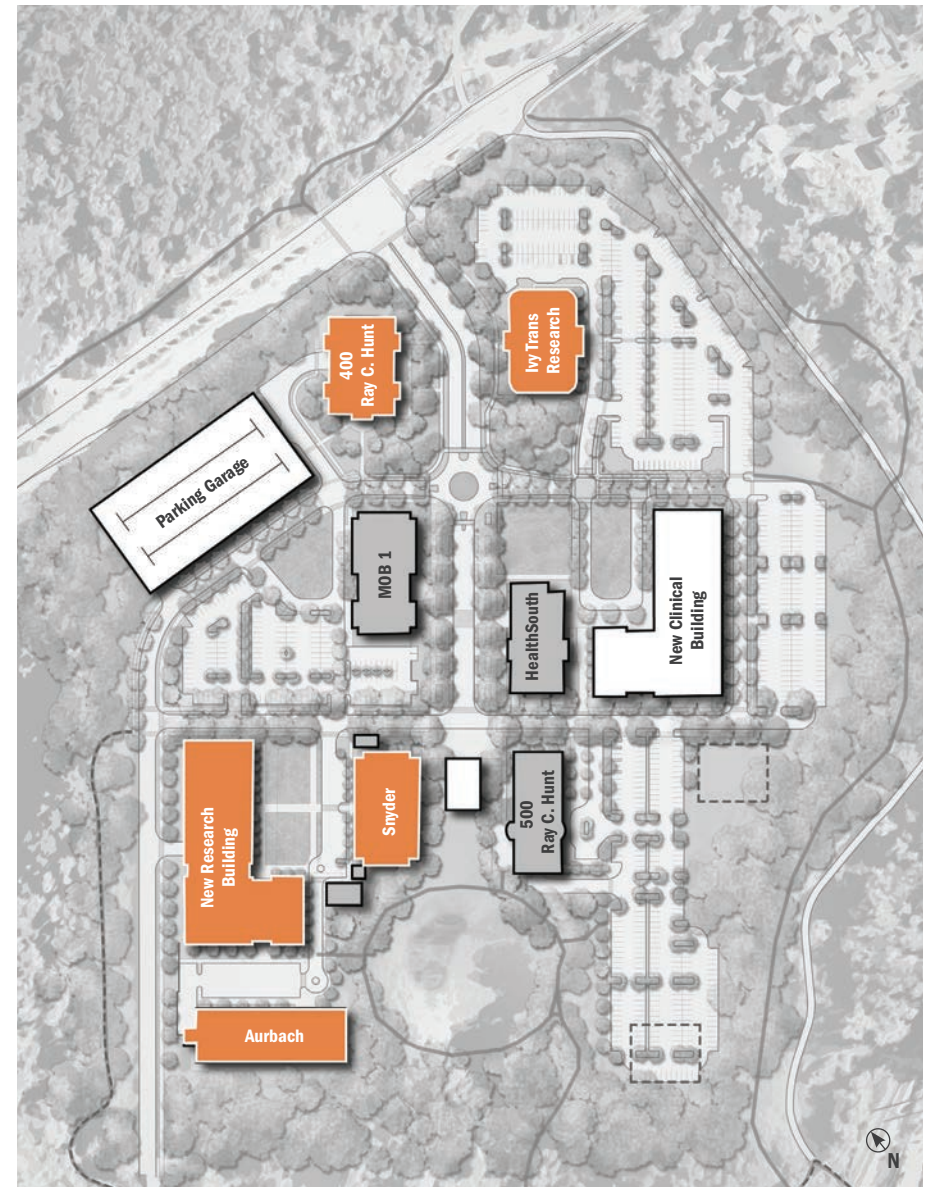 Ivy Trans
Research
400
Ray C. Hunt
Parking Garage
MOB 1
HealthSouth
New Clinical
Building
Snyder
500
Ray C. Hunt
New Research
Building
Aurbach
N